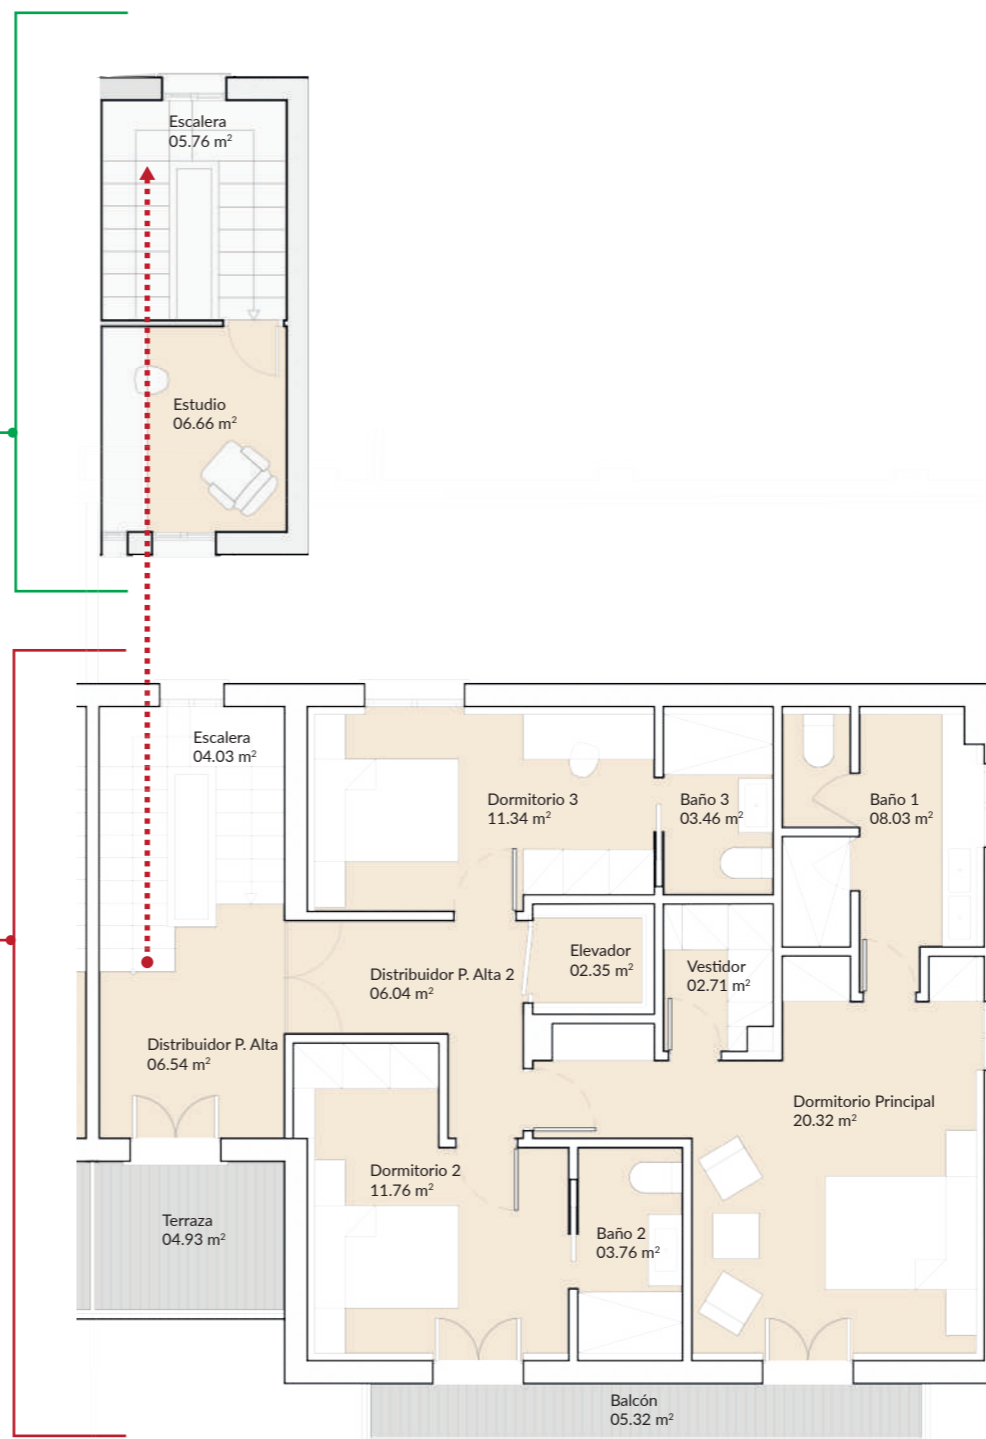 Escalera
05.76 m²
Estudio
06.66 m²
Escalera
04.03 m²
Dormitorio 3
11.34 m²
Baño 3
03.46 m²
Baño 1
08.03 m²
Elevador
02.35 m²
Vestidor
02.71 m²
Distribuidor P. Alta 2
06.04 m²
Distribuidor P. Alta
06.54 m²
Dormitorio Principal
20.32 m²
Dormitorio 2
11.76 m²
Terraza
04.93 m²
Baño 2
03.76 m²
Balcón
05.32 m²